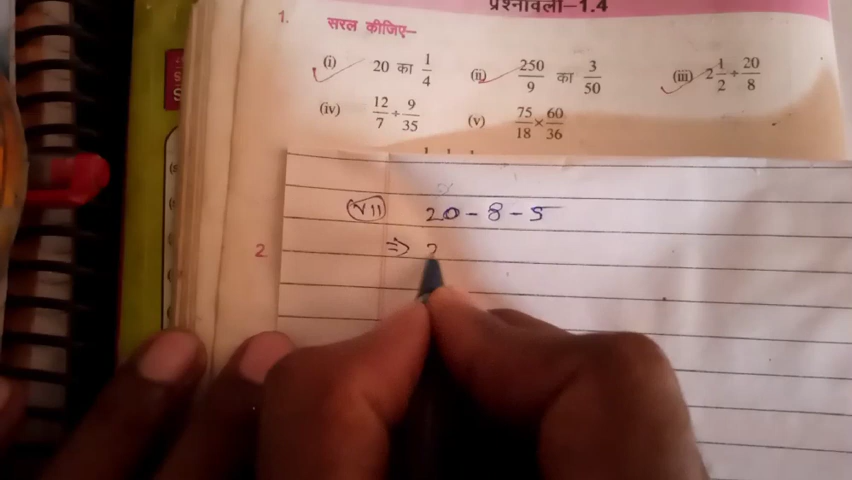 प्रश्नावली-1.4
1. सरल कीजिए-
(i) 20 का 1/4 (ii) 250/9 का 3/50 (iii) 2 1/2 ÷ 20/8
(iv) 12/7 ÷ 9/35 (v) 75/18 × 60/36
(VII) 20 - 8 - 5
2 ⇒ 2